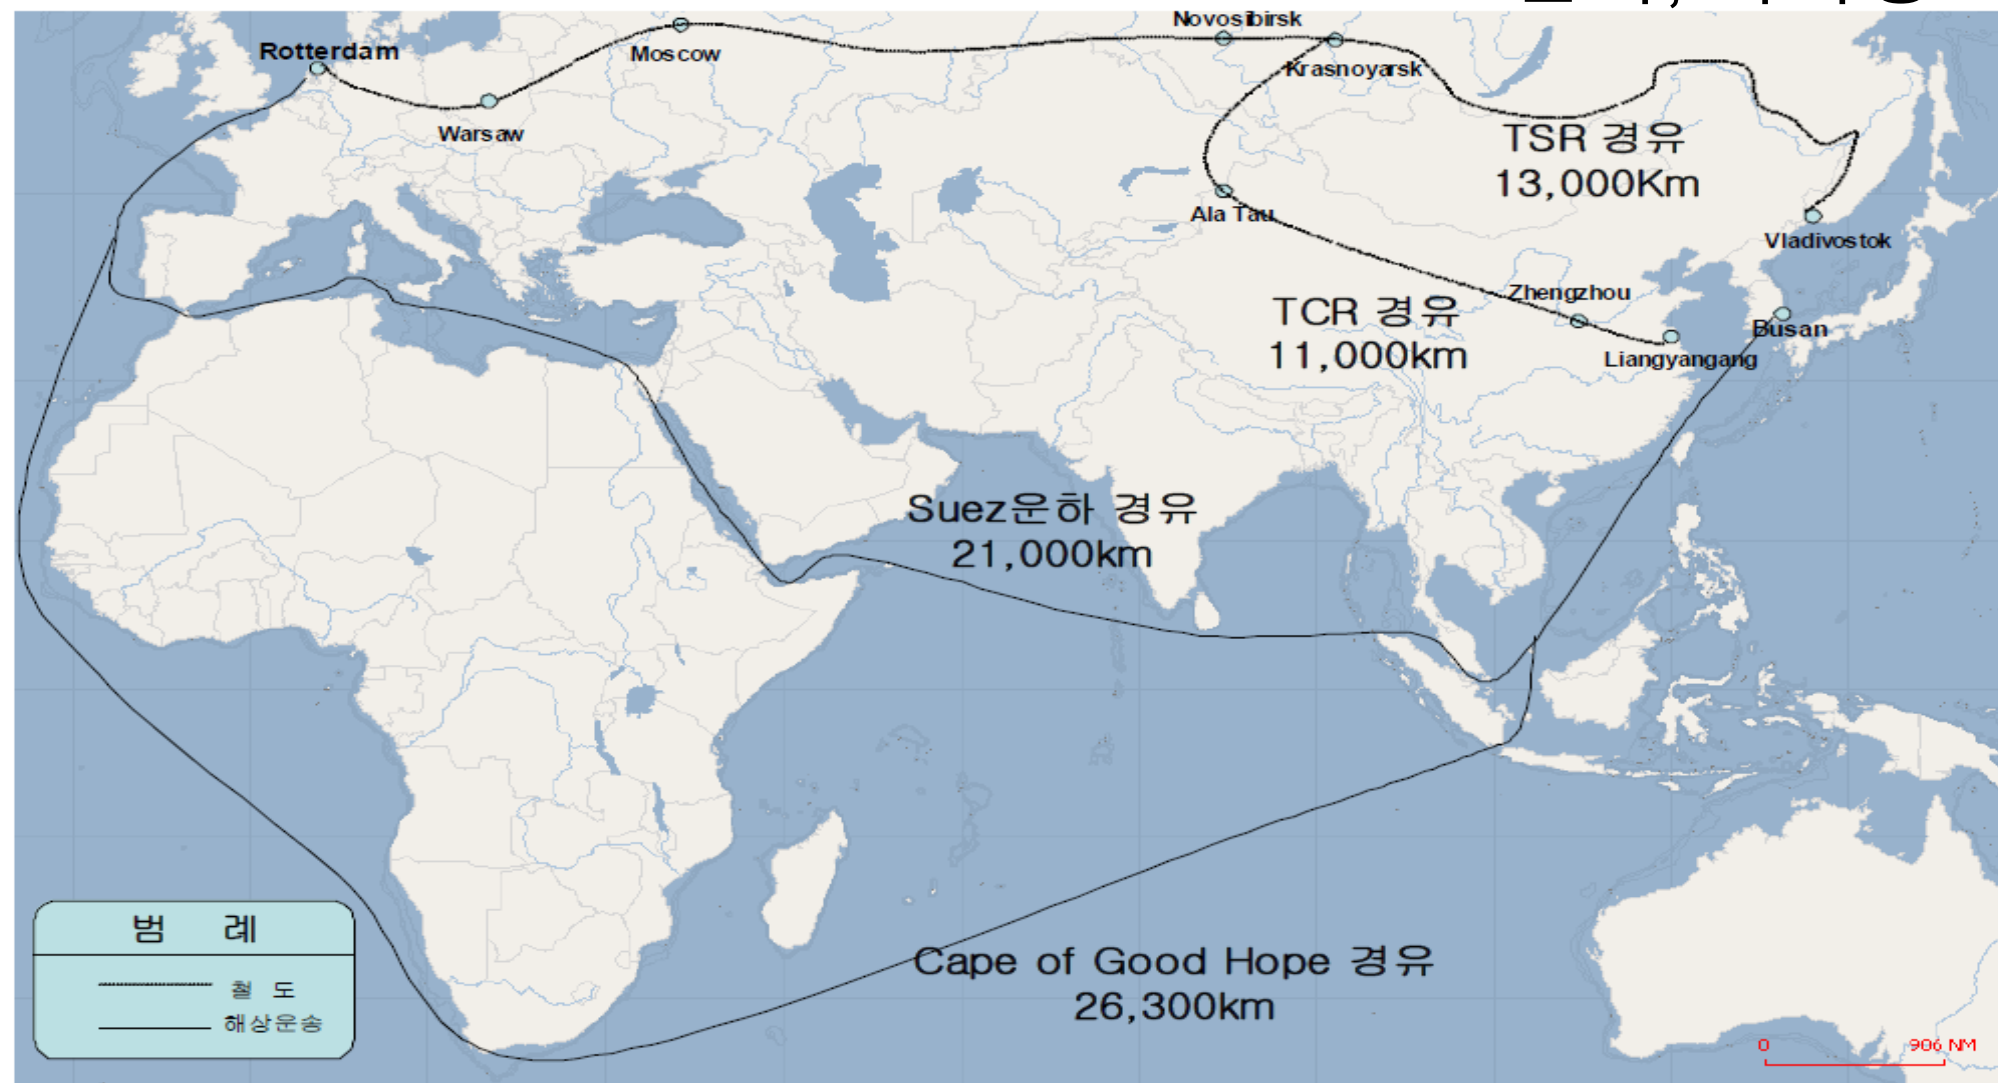 Novosibirsk
Rotterdam
Moscow
Krasnoyarsk
Warsaw
TSR 경유
13,000Km
Ala Tau
Vladivostok
Zhengzhou
TCR 경유
11,000km
Busan
Liangyangang
Suez운하 경유
21,000km
Cape of Good Hope 경유
26,300km
범 례
철 도
해상운송
0 906 NM